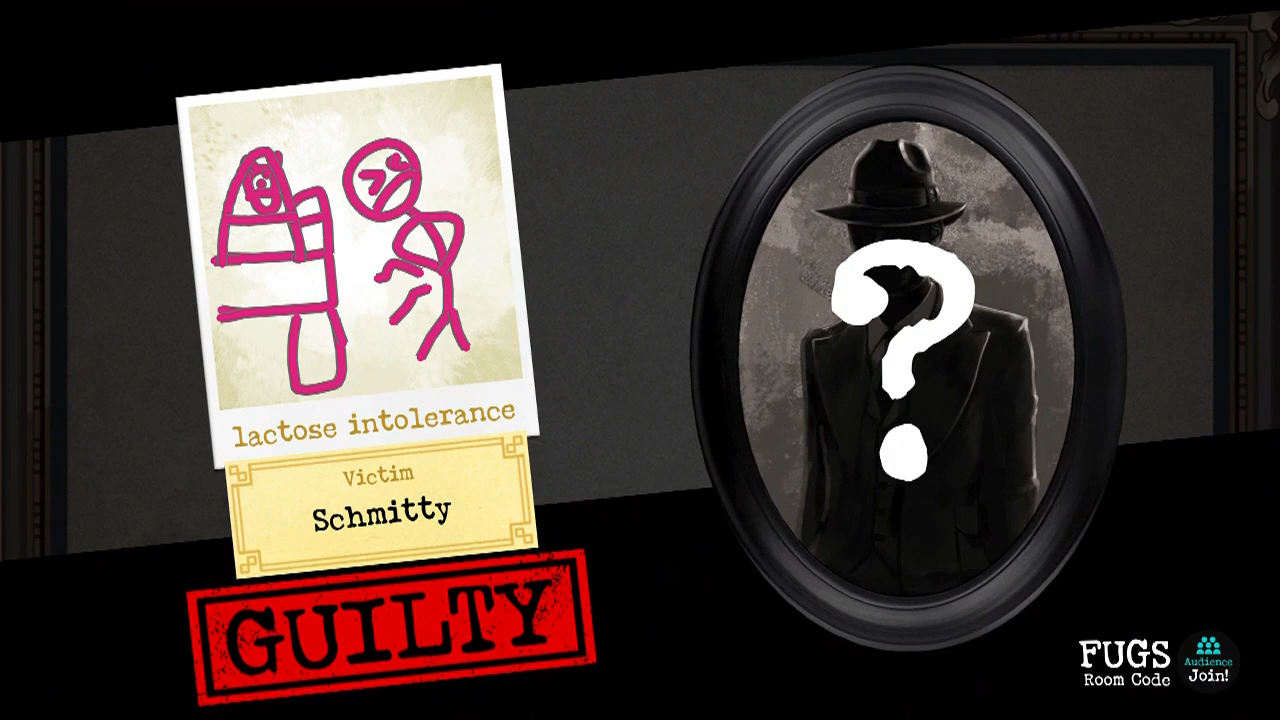 lactose intolerance
Victim
Schmitty
GUILTY
?
FUGS
Room Code
Audience
Join!